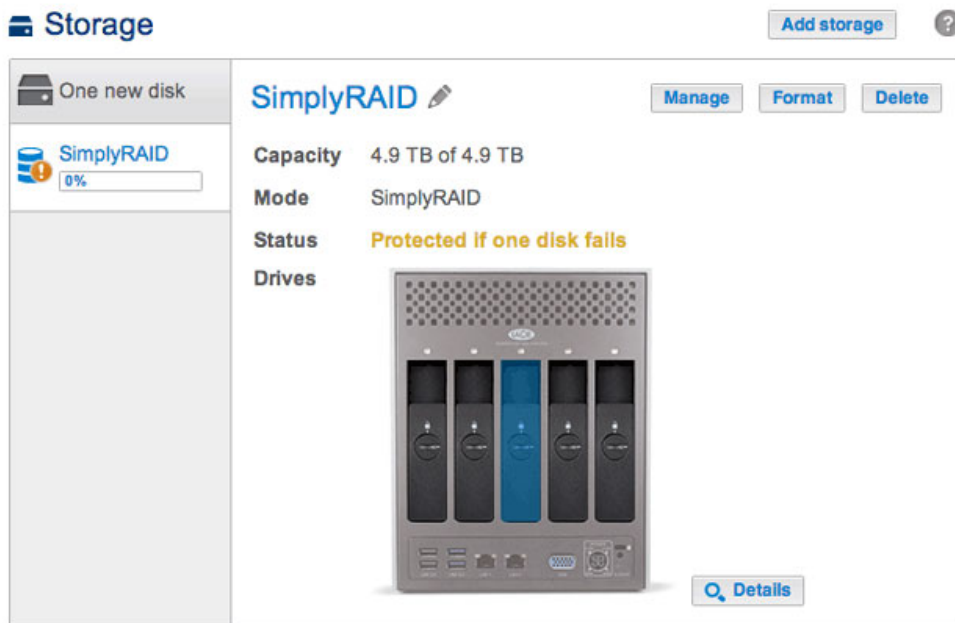 Storage
Add storage
?
One new disk
SimplyRAID
0%
SimplyRAID
Manage
Format
Delete
Capacity 4.9 TB of 4.9 TB
Mode SimplyRAID
Status Protected if one disk fails
Drives
LACIE
Details